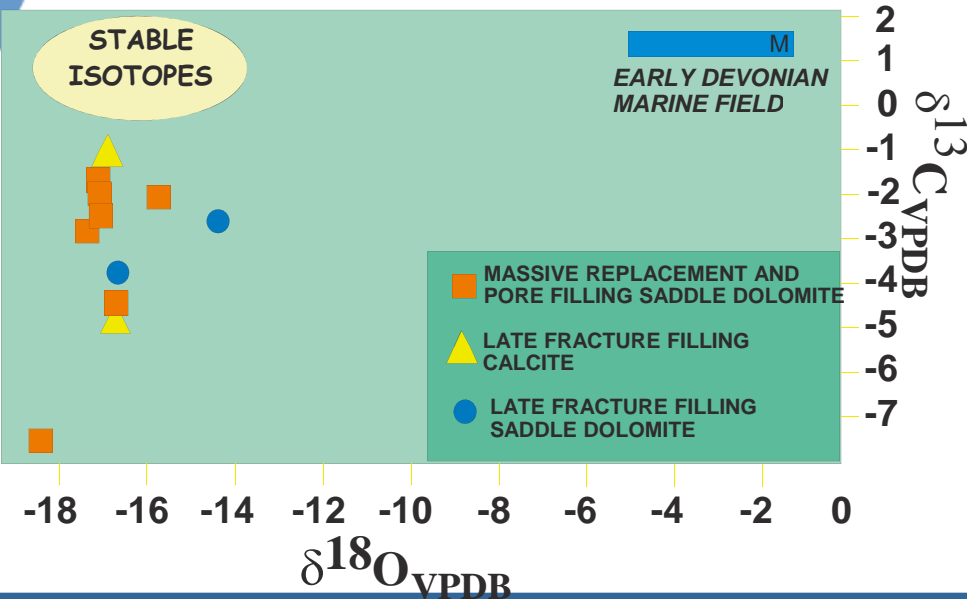 STABLE
ISOTOPES
M
EARLY DEVONIAN
MARINE FIELD
2
1
0
-1
-2
-3
-4
-5
-6
-7
δ13CVPDB
MASSIVE REPLACEMENT AND
PORE FILLING SADDLE DOLOMITE
LATE FRACTURE FILLING
CALCITE
LATE FRACTURE FILLING
SADDLE DOLOMITE
-18 -16 -14 -12 -10 -8 -6 -4 -2 0
δ18OVPDB